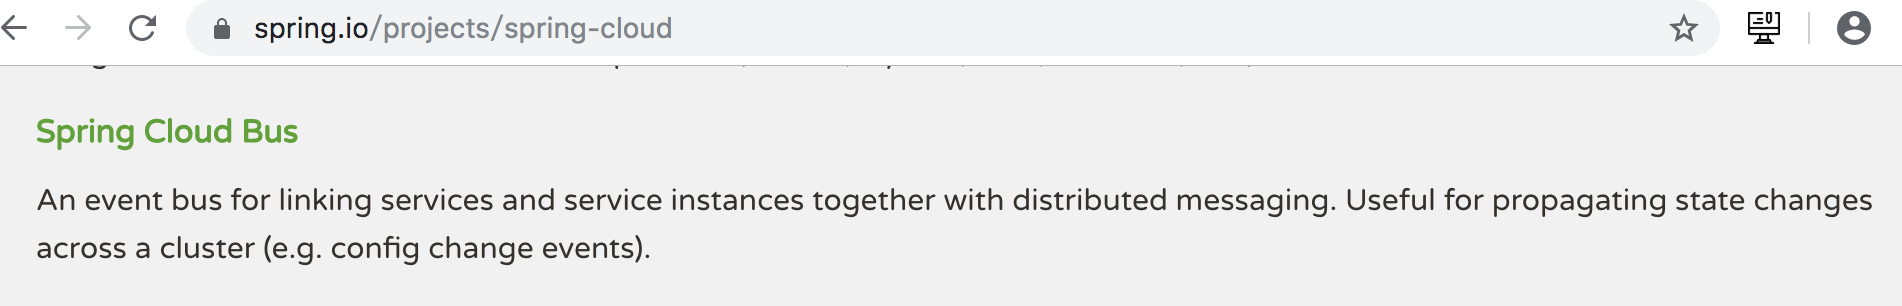 spring.io/projects/spring-cloud
Spring Cloud Bus
An event bus for linking services and service instances together with distributed messaging. Useful for propagating state changes
across a cluster (e.g. config change events).